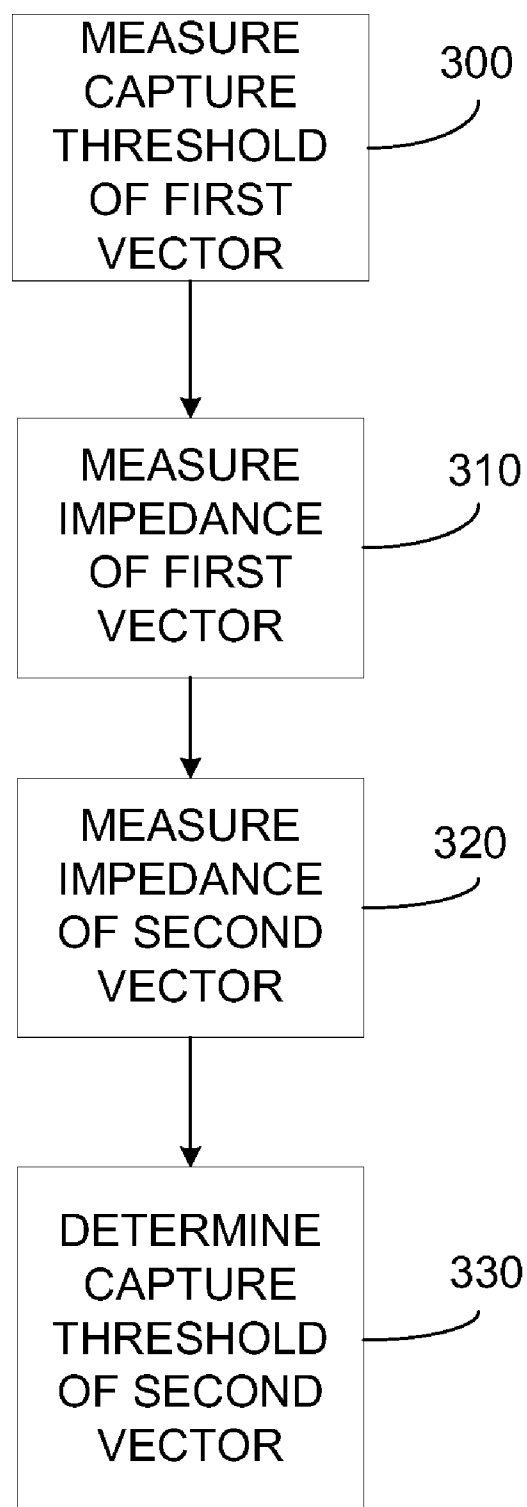 MEASURE
CAPTURE
THRESHOLD
OF FIRST
VECTOR
300
MEASURE
IMPEDANCE
OF FIRST
VECTOR
310
MEASURE
IMPEDANCE
OF SECOND
VECTOR
320
DETERMINE
CAPTURE
THRESHOLD
OF SECOND
VECTOR
330